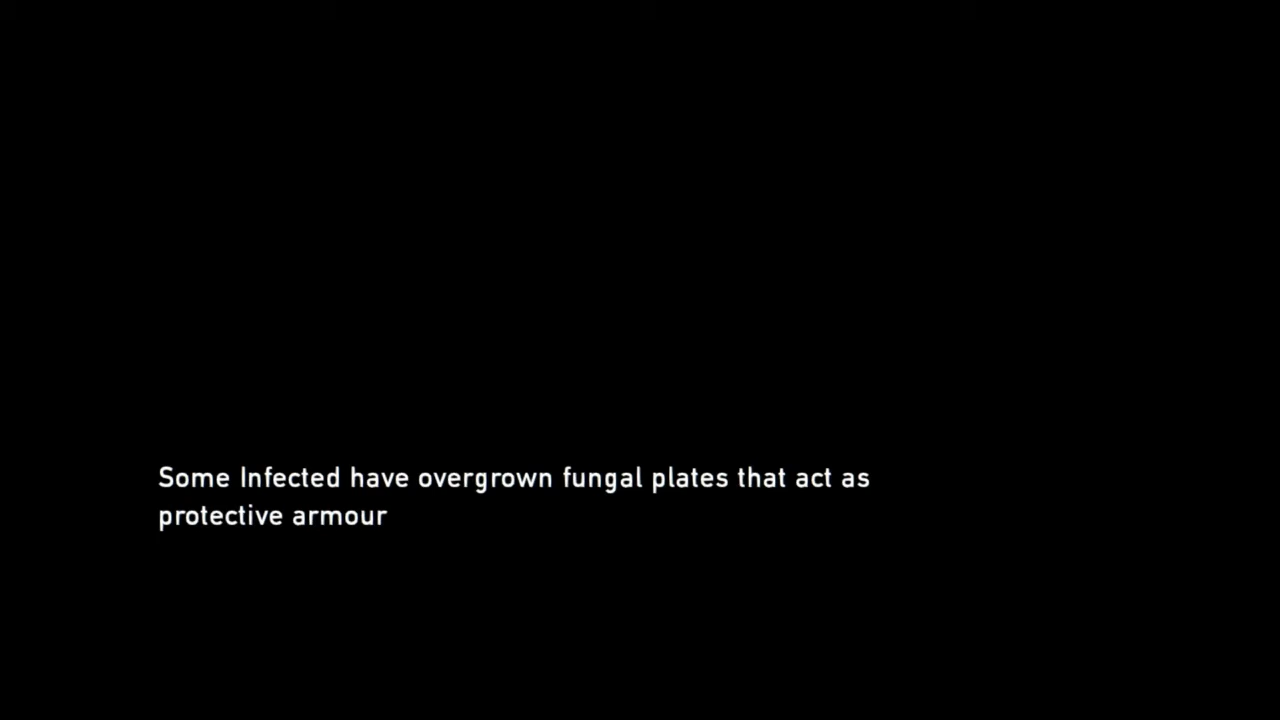 Some Infected have overgrown fungal plates that act as
protective armour